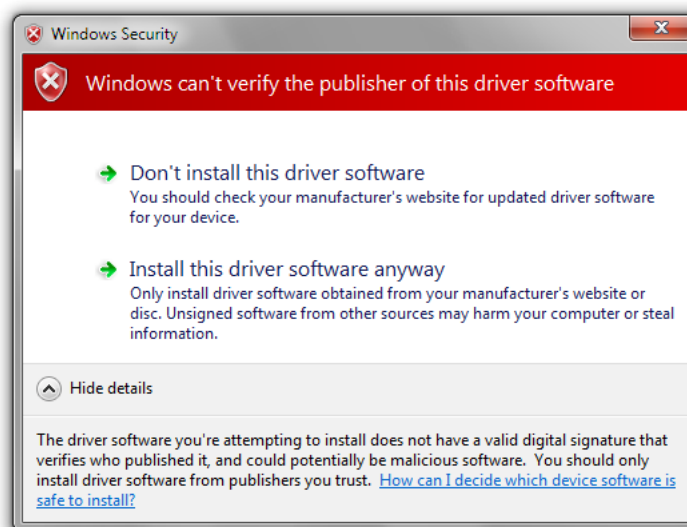 Windows Security
Windows can't verify the publisher of this driver software
Don't install this driver software
You should check your manufacturer's website for updated driver software
for your device.
Install this driver software anyway
Only install driver software obtained from your manufacturer's website or
disc. Unsigned software from other sources may harm your computer or steal
information.
Hide details
The driver software you're attempting to install does not have a valid digital signature that
verifies who published it, and could potentially be malicious software.  You should only
install driver software from publishers you trust.  How can I decide which device software is
safe to install?